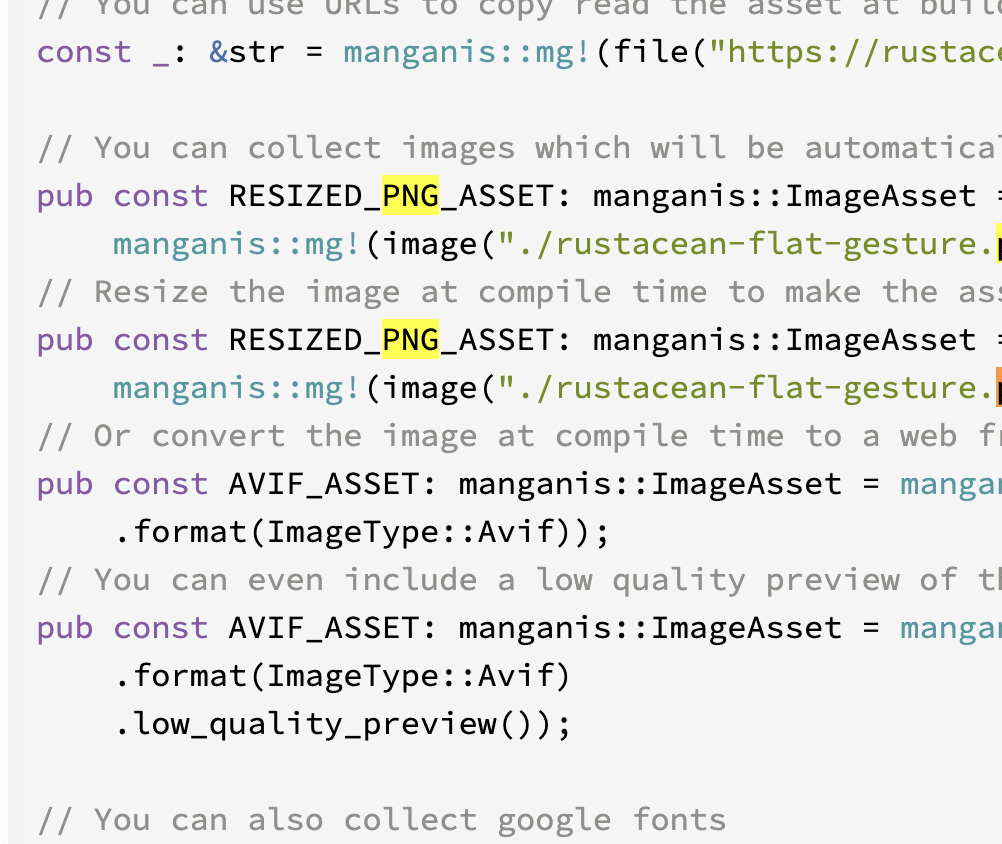 // You can use URLs to copy read the asset at build
const _: &str = manganis::mg!(file("https://rustace
// You can collect images which will be automatical
pub const RESIZED_PNG_ASSET: manganis::ImageAsset =
    manganis::mg!(image("./rustacean-flat-gesture.p
// Resize the image at compile time to make the ass
pub const RESIZED_PNG_ASSET: manganis::ImageAsset =
    manganis::mg!(image("./rustacean-flat-gesture.p
// Or convert the image at compile time to a web fr
pub const AVIF_ASSET: manganis::ImageAsset = mangan
    .format(ImageType::Avif));
// You can even include a low quality preview of th
pub const AVIF_ASSET: manganis::ImageAsset = mangan
    .format(ImageType::Avif)
    .low_quality_preview());
// You can also collect google fonts